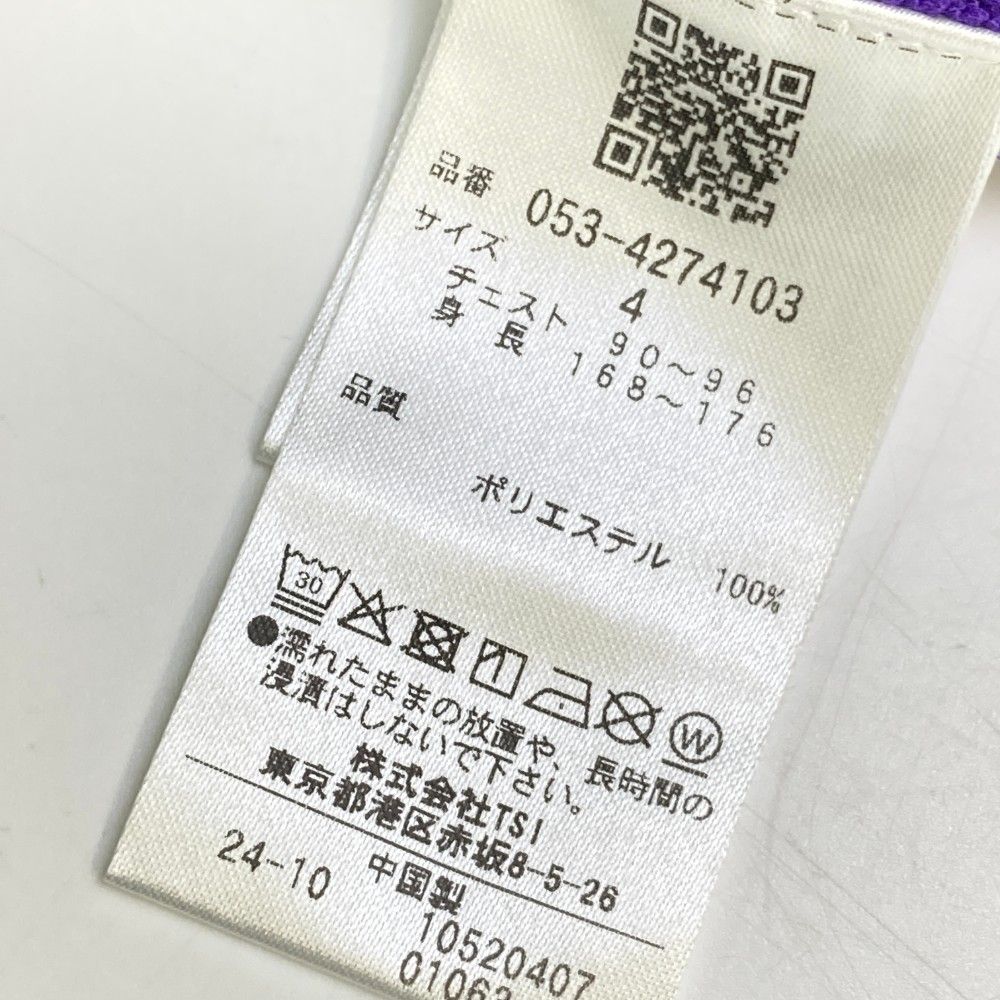 品番 053-4274103
サイズ 4
チェスト 90～96
身長 168～176
品質
ポリエステル 100%
30
W
●濡れたままの放置や、長時間の
浸漬はしないで下さい。
株式会社TSI
東京都港区赤坂8-5-26
24-10 中国製
10520407